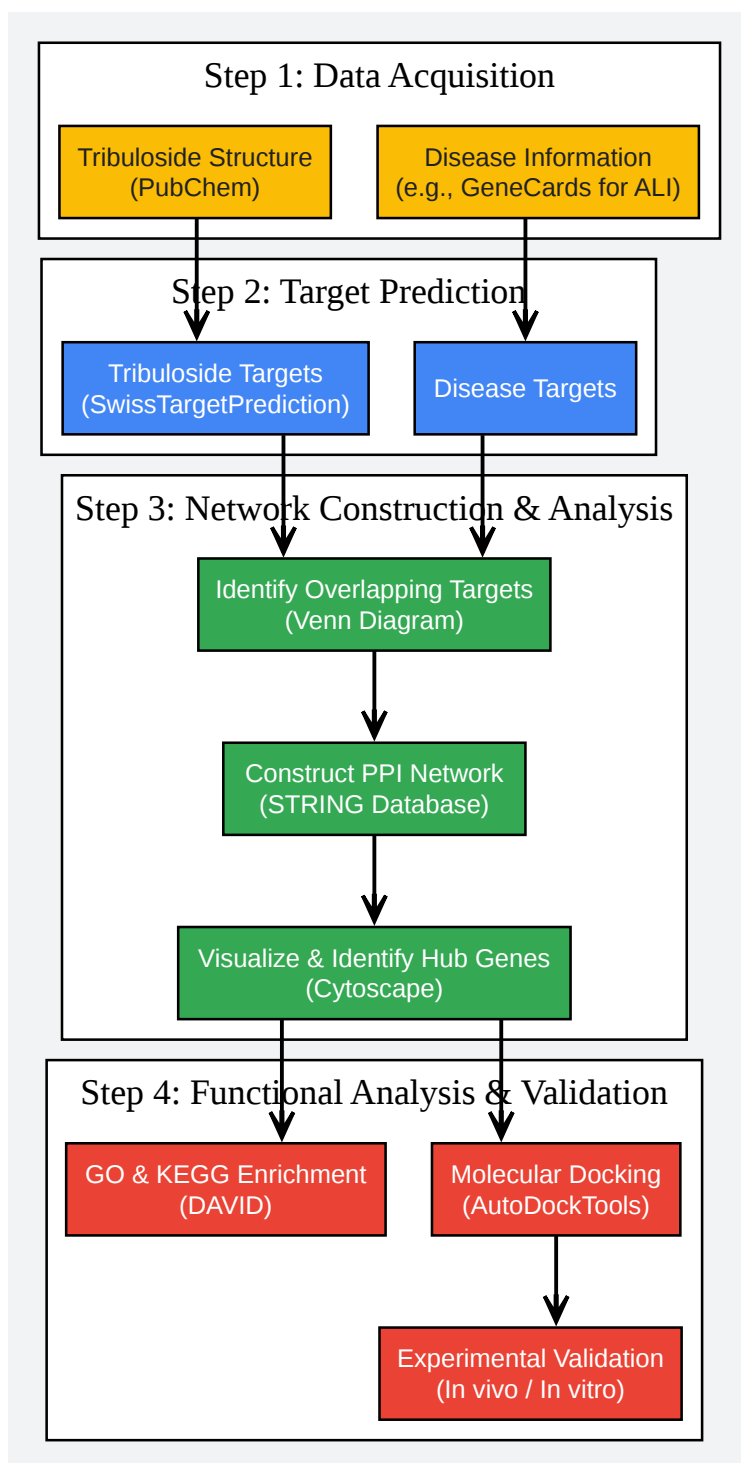 Step 1: Data Acquisition
Tribuloside Structure
(PubChem)
Disease Information
(e.g., GeneCards for ALI)
Step 2: Target Prediction
Tribuloside Targets
(SwissTargetPrediction)
Disease Targets
Step 3: Network Construction & Analysis
Identify Overlapping Targets
(Venn Diagram)
Construct PPI Network
(STRING Database)
Visualize & Identify Hub Genes
(Cytoscape)
Step 4: Functional Analysis & Validation
GO & KEGG Enrichment
(DAVID)
Molecular Docking
(AutoDockTools)
Experimental Validation
(In vivo / In vitro)